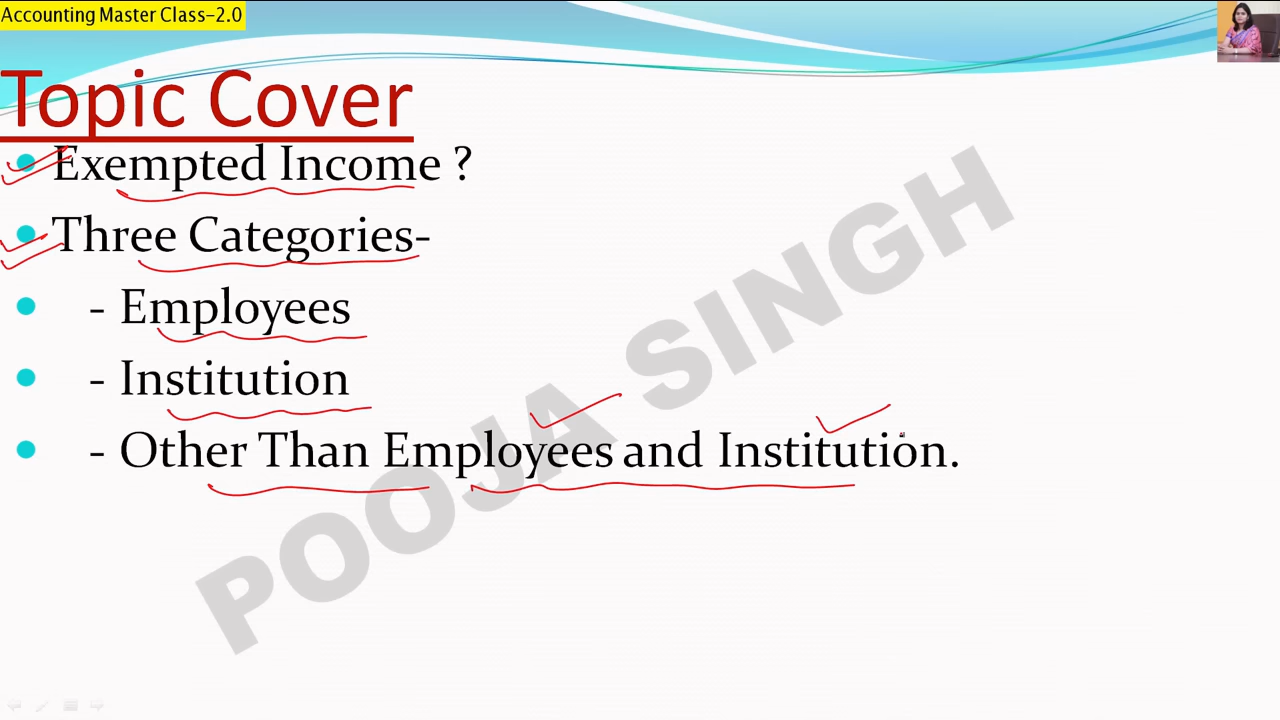 Accounting Master Class-2.0
Topic Cover
Exempted Income ?
Three Categories-
- Employees
- Institution
- Other Than Employees and Institution.
POOJA SINGH